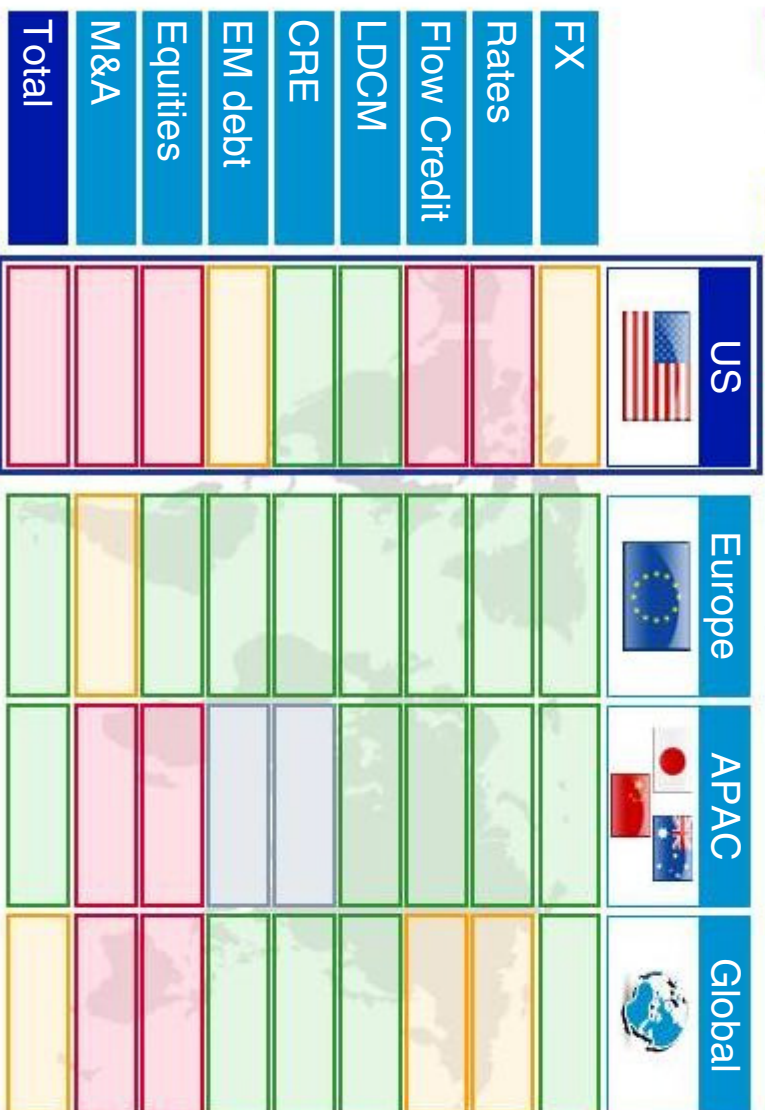 US
Europe
APAC
Global
FX
Rates
Flow Credit
LDCM
CRE
EM debt
Equities
M&A
Total